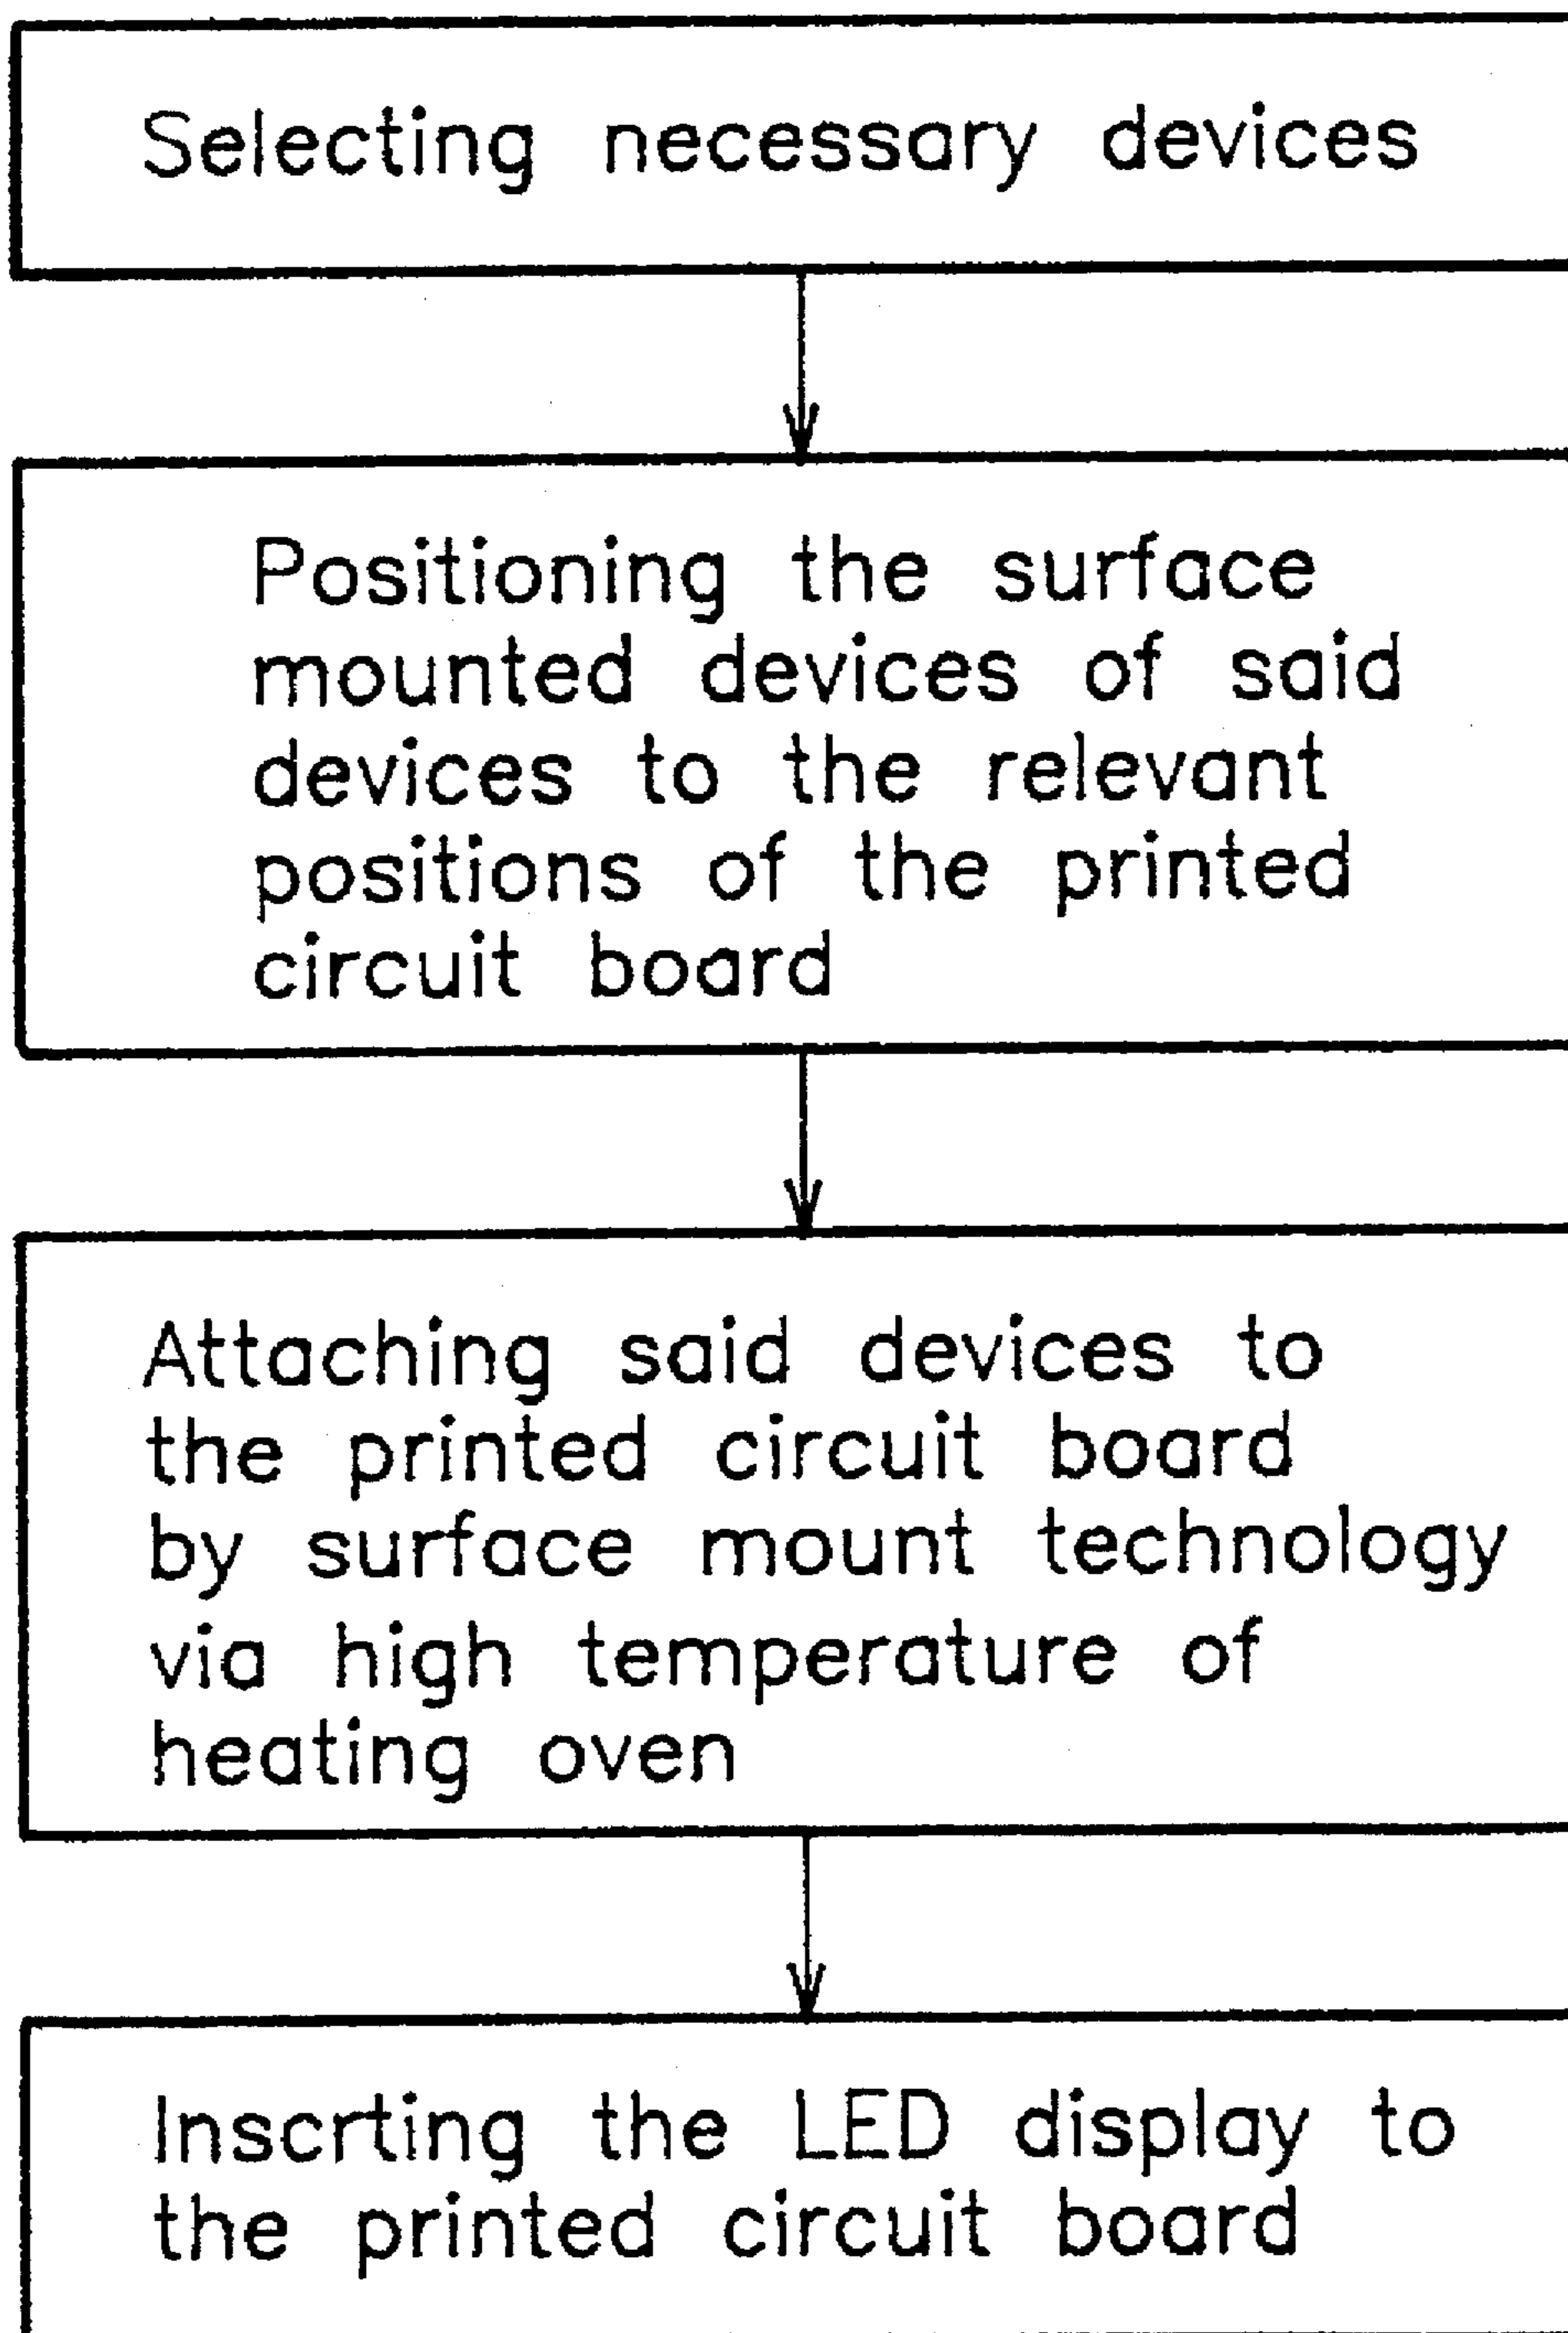 Selecting necessary devices
Positioning the surface
mounted devices of said
devices to the relevant
positions of the printed
circuit board
Attaching said devices to
the printed circuit board
by surface mount technology
via high temperature of
heating oven
Inscrting the LED display to
the printed circuit board